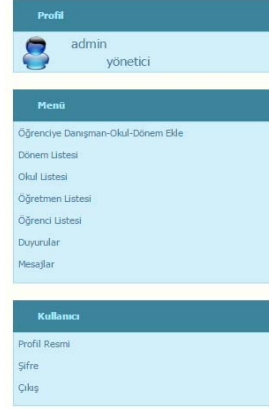 Profil
admin
yönetici
Menü
Öğrenciye Danışman-Okul-Dönem Ekle
Dönem Listesi
Okul Listesi
Öğretmen Listesi
Öğrenci Listesi
Duyurular
Mesajlar
Kullanıcı
Profil Resmi
Şifre
Çıkış